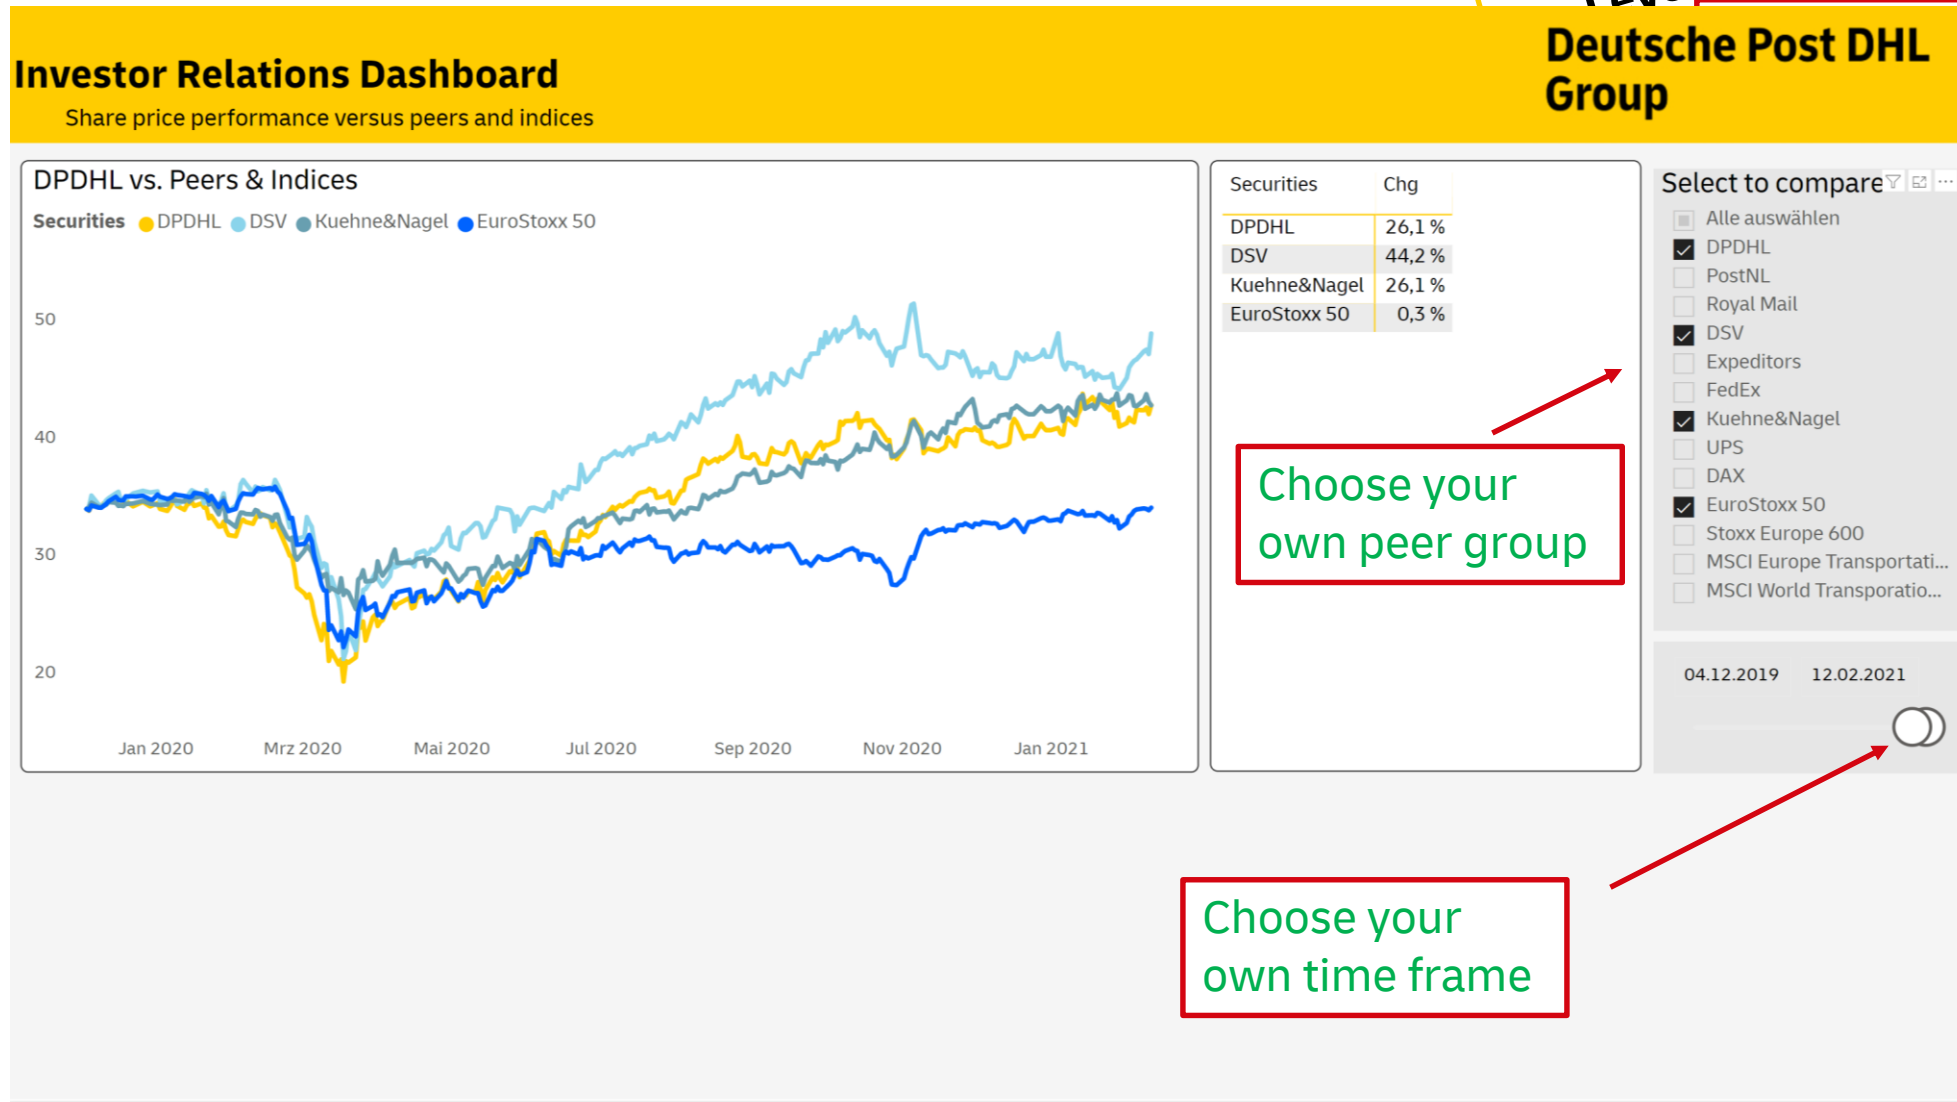 Investor Relations Dashboard
Share price performance versus peers and indices
Deutsche Post DHL
Group
DPDHL vs. Peers & Indices
Securities DPDHL DSV Kuehne&Nagel EuroStoxx 50
50
40
30
20
Jan 2020 Mrz 2020 Mai 2020 Jul 2020 Sep 2020 Nov 2020 Jan 2021
Securities Chg
DPDHL 26,1 %
DSV 44,2 %
Kuehne&Nagel 26,1 %
EuroStoxx 50 0,3 %
Choose your
own peer group
Select to compare
Alle auswählen
DPDHL
PostNL
Royal Mail
DSV
Expeditors
FedEx
Kuehne&Nagel
UPS
DAX
EuroStoxx 50
Stoxx Europe 600
MSCI Europe Transportati...
MSCI World Transporatio...
04.12.2019 12.02.2021
Choose your
own time frame